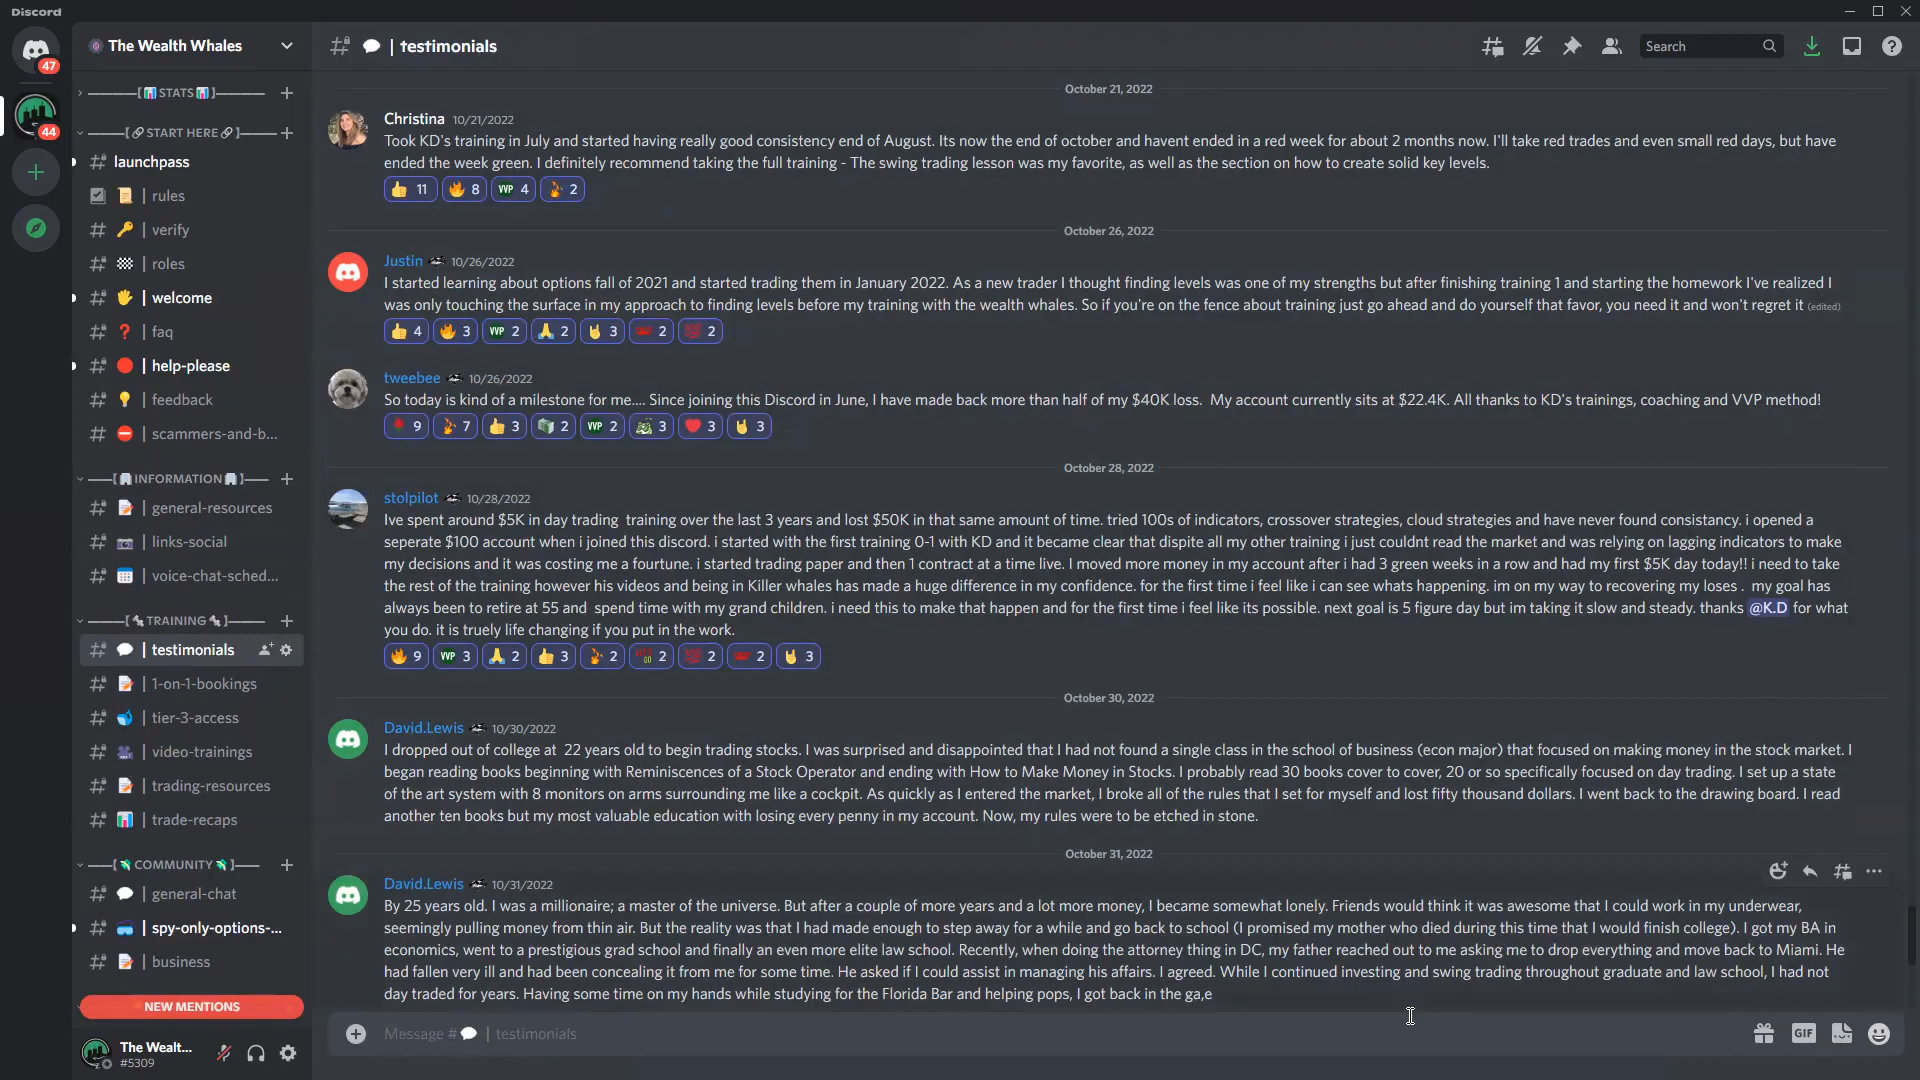 Discord
47
44
The Wealth Whales
———[📊STATS📊]———
———[🔗START HERE🔗]———
launchpass
| rules
| verify
| roles
| welcome
| faq
| help-please
| feedback
| scammers-and-b...
——[INFORMATION]——
| general-resources
| links-social
| voice-chat-sched...
——[TRAINING]——
| testimonials
| 1-on-1-bookings
| tier-3-access
| video-trainings
| trading-resources
| trade-recaps
——[💸COMMUNITY💸]——
| general-chat
| spy-only-options-...
| business
NEW MENTIONS
The Wealt...
#5309
| testimonials
Search
October 21, 2022
Christina 10/21/2022
Took KD's training in July and started having really good consistency end of August. Its now the end of october and havent ended in a red week for about 2 months now. I'll take red trades and even small red days, but have
ended the week green. I definitely recommend taking the full training - The swing trading lesson was my favorite, as well as the section on how to create solid key levels.
👍 11 🔥 8 VVP 4 2
October 26, 2022
Justin 10/26/2022
I started learning about options fall of 2021 and started trading them in January 2022. As a new trader I thought finding levels was one of my strengths but after finishing training 1 and starting the homework I've realized I
was only touching the surface in my approach to finding levels before my training with the wealth whales. So if you're on the fence about training just go ahead and do yourself that favor, you need it and won't regret it (edited)
👍 4 🔥 3 VVP 2 🙏 2 🤘 3 2 💯 2
tweebee 10/26/2022
So today is kind of a milestone for me.... Since joining this Discord in June, I have made back more than half of my $40K loss. My account currently sits at $22.4K. All thanks to KD's trainings, coaching and VVP method!
🌹 9 7 👍 3 2 VVP 2 3 ❤️ 3 🤘 3
October 28, 2022
stolpilot 10/28/2022
Ive spent around $5K in day trading training over the last 3 years and lost $50K in that same amount of time. tried 100s of indicators, crossover strategies, cloud strategies and have never found consistancy. i opened a
seperate $100 account when i joined this discord. i started with the first training 0-1 with KD and it became clear that dispite all my other training i just couldnt read the market and was relying on lagging indicators to make
my decisions and it was costing me a fourtune. i started trading paper and then 1 contract at a time live. I moved more money in my account after i had 3 green weeks in a row and had my first $5K day today!! i need to take
the rest of the training however his videos and being in Killer whales has made a huge difference in my confidence. for the first time i feel like i can see whats happening. im on my way to recovering my loses . my goal has
always been to retire at 55 and spend time with my grand children. i need this to make that happen and for the first time i feel like its possible. next goal is 5 figure day but im taking it slow and steady. thanks @K.D for what
you do. it is truely life changing if you put in the work.
🔥 9 VVP 3 🙏 2 👍 3 2 2 💯 2 2 🤘 3
October 30, 2022
David.Lewis 10/30/2022
I dropped out of college at 22 years old to begin trading stocks. I was surprised and disappointed that I had not found a single class in the school of business (econ major) that focused on making money in the stock market. I
began reading books beginning with Reminiscences of a Stock Operator and ending with How to Make Money in Stocks. I probably read 30 books cover to cover, 20 or so specifically focused on day trading. I set up a state
of the art system with 8 monitors on arms surrounding me like a cockpit. As quickly as I entered the market, I broke all of the rules that I set for myself and lost fifty thousand dollars. I went back to the drawing board. I read
another ten books but my most valuable education with losing every penny in my account. Now, my rules were to be etched in stone.
October 31, 2022
David.Lewis 10/31/2022
By 25 years old. I was a millionaire; a master of the universe. But after a couple of more years and a lot more money, I became somewhat lonely. Friends would think it was awesome that I could work in my underwear,
seemingly pulling money from thin air. But the reality was that I had made enough to step away for a while and go back to school (I promised my mother who died during this time that I would finish college). I got my BA in
economics, went to a prestigious grad school and finally an even more elite law school. Recently, when doing the attorney thing in DC, my father reached out to me asking me to drop everything and move back to Miami. He
had fallen very ill and had been concealing it from me for some time. He asked if I could assist in managing his affairs. I agreed. While I continued investing and swing trading throughout graduate and law school, I had not
day traded for years. Having some time on my hands while studying for the Florida Bar and helping pops, I got back in the ga,e
Message # | testimonials
GIF